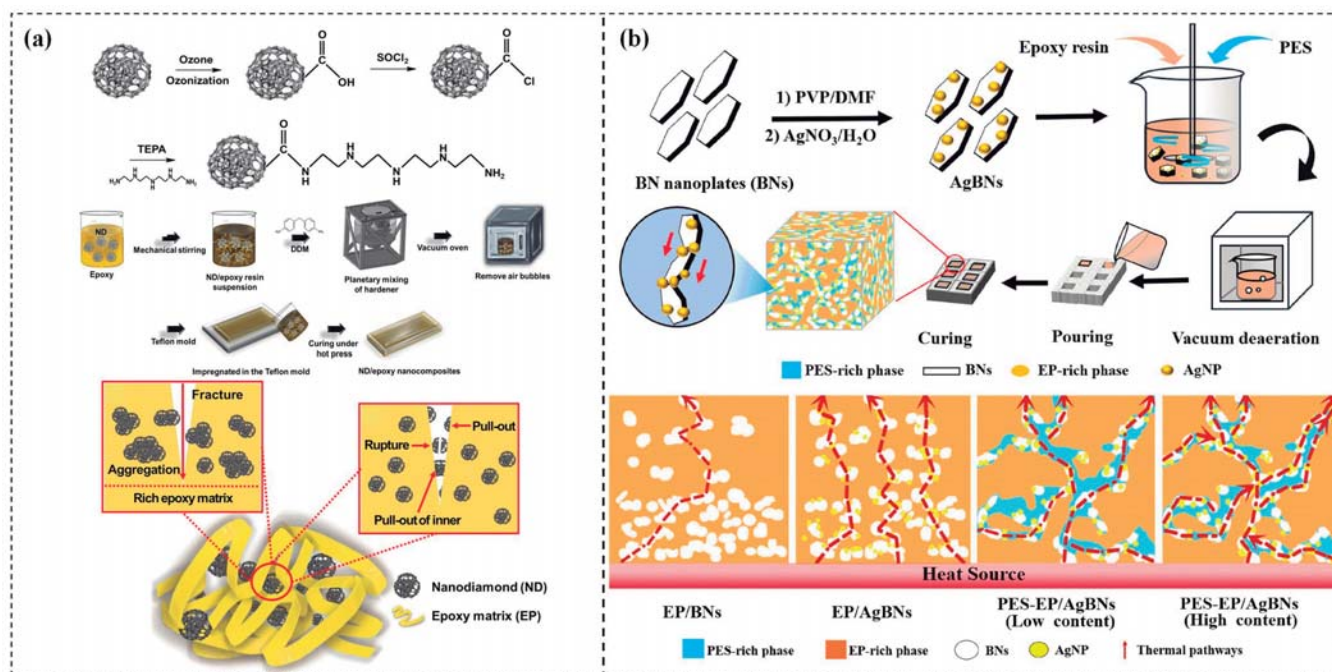 (a)
Ozone
Ozonization
O
C
OH
SOCl₂
O
C
Cl
TEPA
H₂N
H
N
H
N
H
N
NH₂
O
C
N
H
H
N
N
H
H
N
NH₂
ND
Epoxy
Mechanical stirring
ND/epoxy resin
suspension
DDM
Planetary mixing
of hardener
Vacuum oven
Remove air bubbles
Teflon mold
Impregnated in the Teflon mold
Curing under
hot press
ND/epoxy nanocomposites
Fracture
Aggregation
Rich epoxy matrix
Pull-out
Rupture
Pull-out of inner
Nanodiamond (ND)
Epoxy matrix (EP)
(b)
Epoxy resin
PES
1) PVP/DMF
2) AgNO₃/H₂O
BN nanoplates (BNs)
AgBNs
Curing
Pouring
Vacuum deaeration
PES-rich phase
BNs
EP-rich phase
AgNP
Heat Source
EP/BNs
EP/AgBNs
PES-EP/AgBNs
(Low content)
PES-EP/AgBNs
(High content)
PES-rich phase
EP-rich phase
BNs
AgNP
Thermal pathways